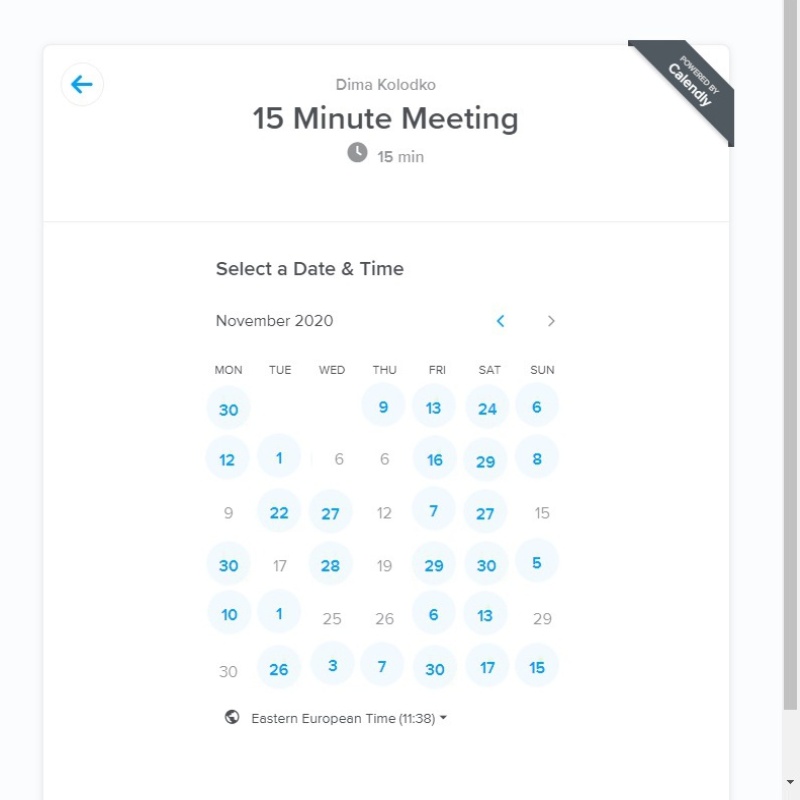 POWERED BY
Calendly
Dima Kolodko
15 Minute Meeting
15 min
Select a Date & Time
November 2020
MON TUE WED THU FRI SAT SUN
30 9 13 24 6
12 1 6 6 16 29 8
9 22 27 12 7 27 15
30 17 28 19 29 30 5
10 1 25 26 6 13 29
30 26 3 7 30 17 15
Eastern European Time (11:38)